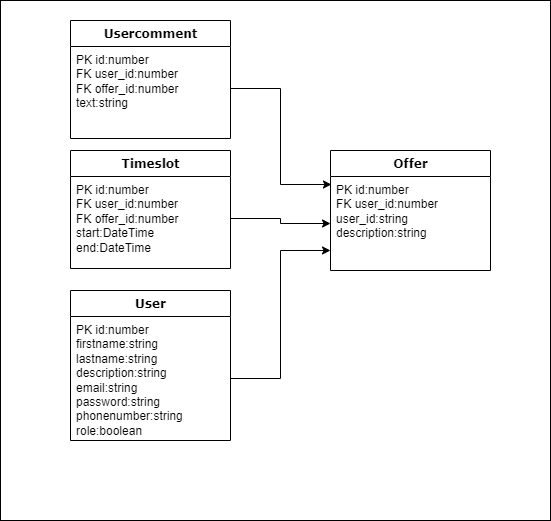 Usercomment
PK id:number
FK user_id:number
FK offer_id:number
text:string
Timeslot
PK id:number
FK user_id:number
FK offer_id:number
start:DateTime
end:DateTime
Offer
PK id:number
FK user_id:number
user_id:string
description:string
User
PK id:number
firstname:string
lastname:string
description:string
email:string
password:string
phonenumber:string
role:boolean